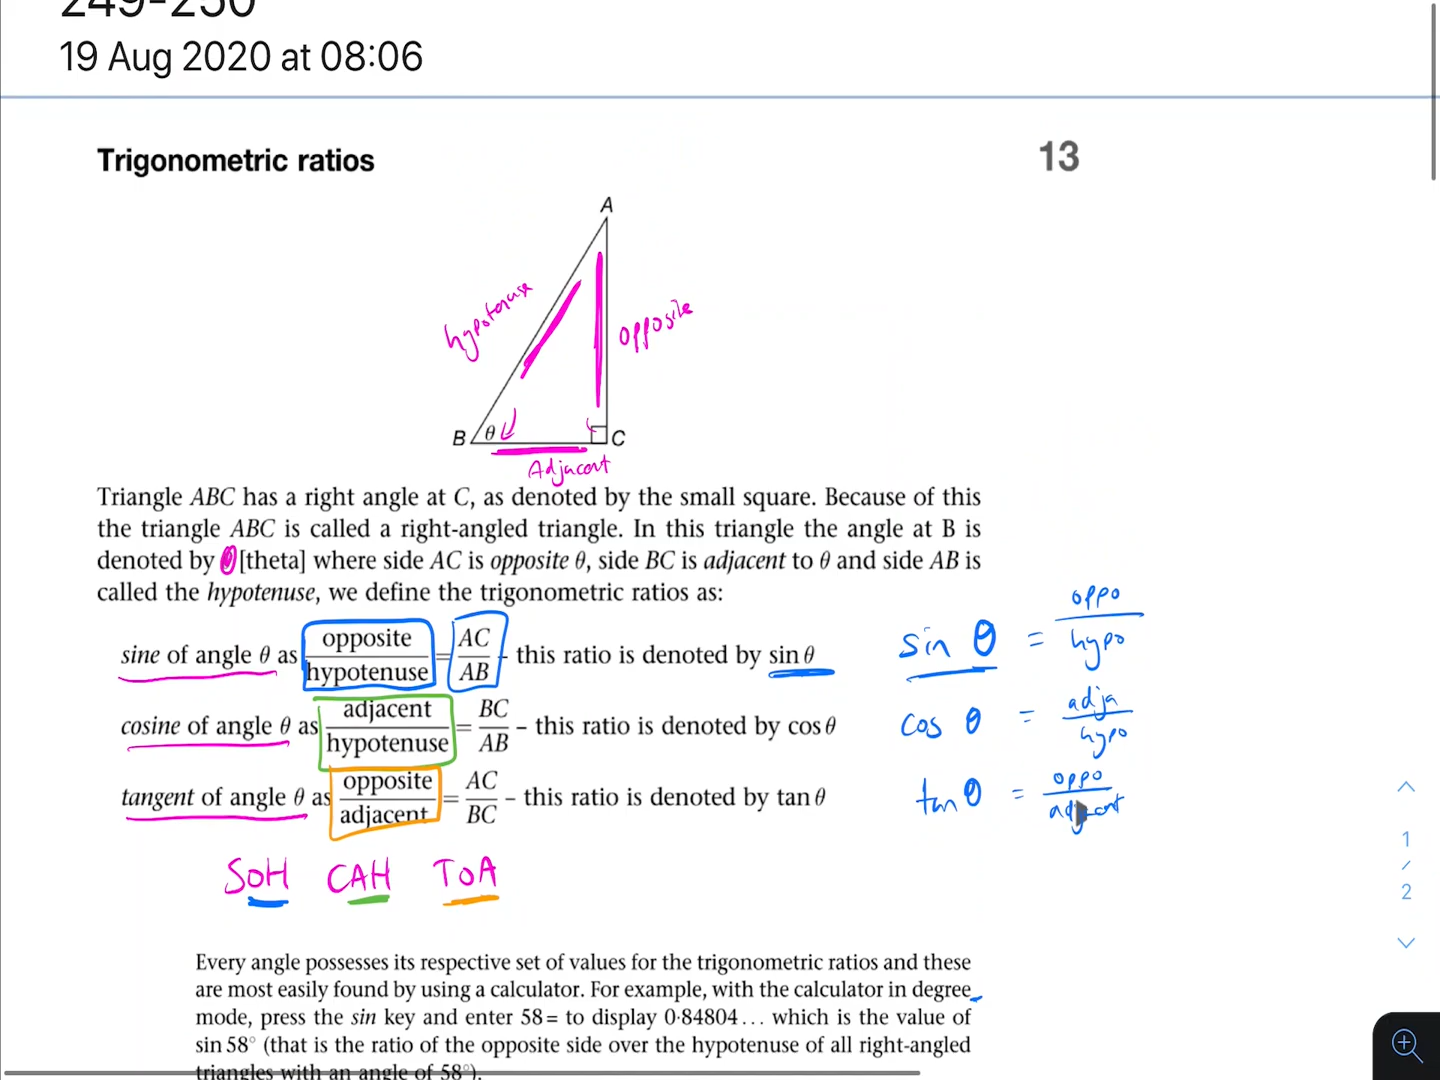 249-250
19 Aug 2020 at 08:06
Trigonometric ratios
13
A
hypotenuse
opposite
B θ C
Adjacent
Triangle ABC has a right angle at C, as denoted by the small square. Because of this
the triangle ABC is called a right-angled triangle. In this triangle the angle at B is
denoted by θ [theta] where side AC is opposite θ, side BC is adjacent to θ and side AB is
called the hypotenuse, we define the trigonometric ratios as:
sine of angle θ as opposite/hypotenuse = AC/AB - this ratio is denoted by sin θ
cosine of angle θ as adjacent/hypotenuse = BC/AB – this ratio is denoted by cos θ
tangent of angle θ as opposite/adjacent = AC/BC – this ratio is denoted by tan θ
sin θ = oppo/hypo
cos θ = adja/hypo
tan θ = oppo/adjacent
SOH CAH TOA
Every angle possesses its respective set of values for the trigonometric ratios and these
are most easily found by using a calculator. For example, with the calculator in degree
mode, press the sin key and enter 58 = to display 0·84804... which is the value of
sin 58° (that is the ratio of the opposite side over the hypotenuse of all right-angled
triangles with an angle of 58°).
1
/
2